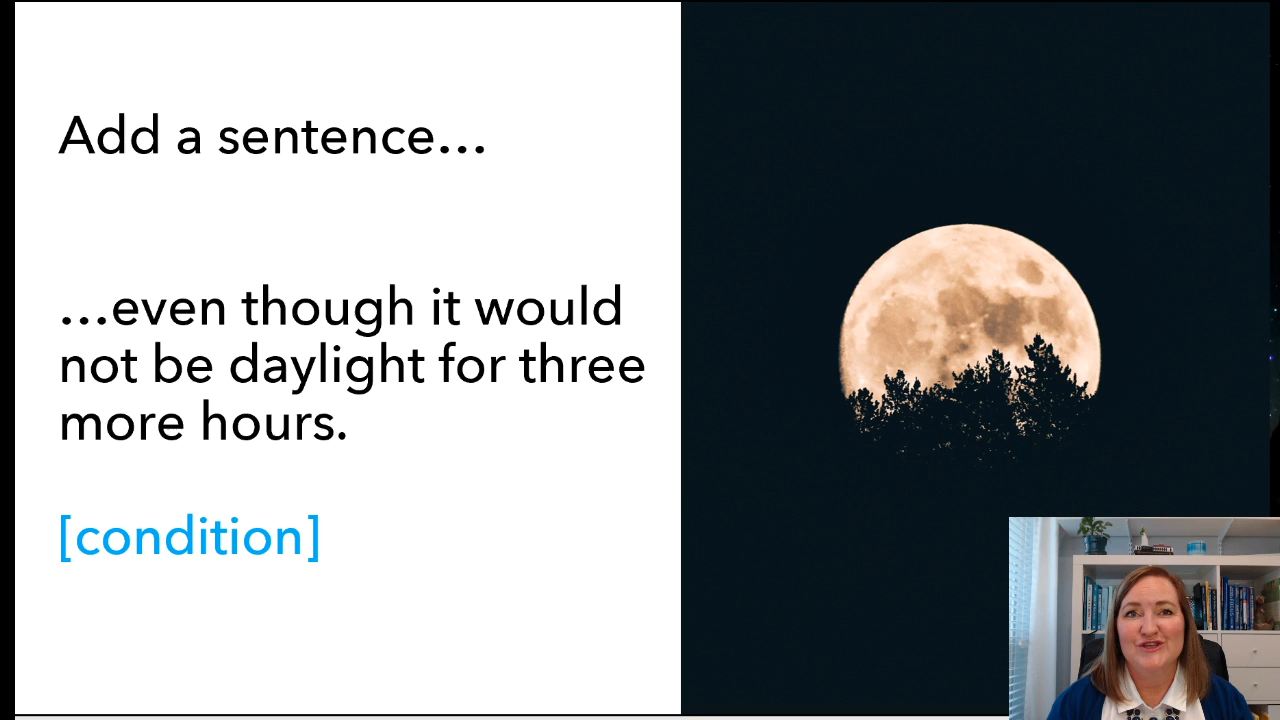 Add a sentence…
…even though it would
not be daylight for three
more hours.
[condition]